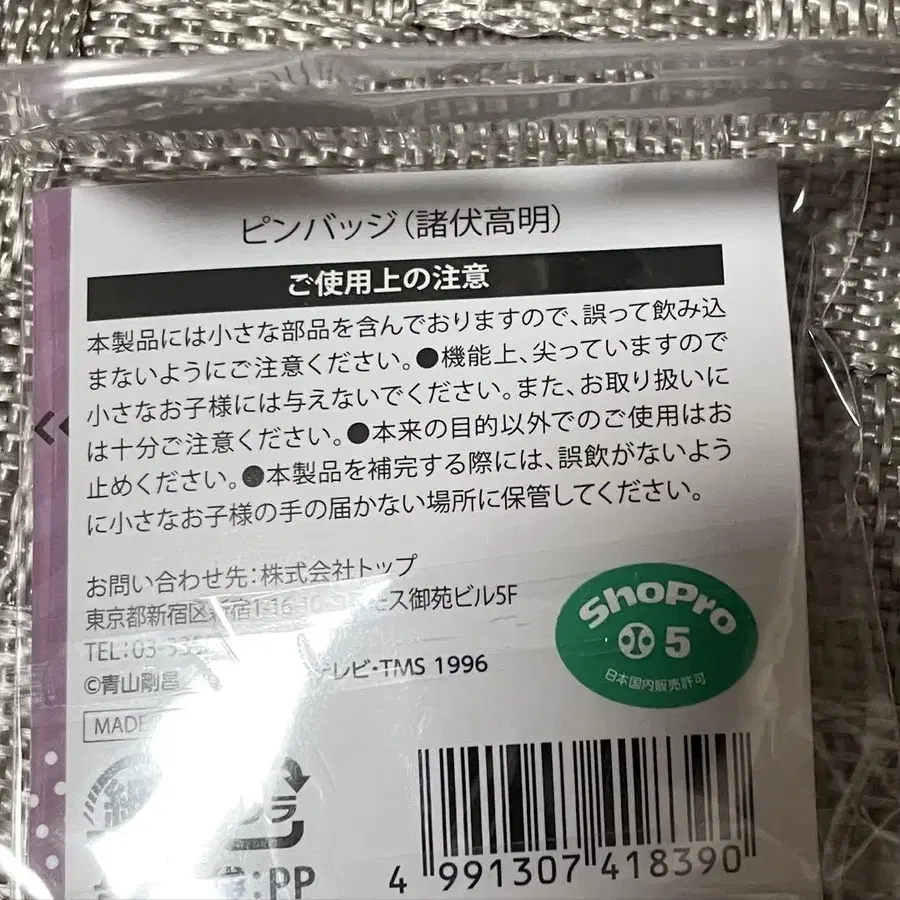 ピンバッジ(諸伏高明)
ご使用上の注意
本製品には小さな部品を含んでおりますので、誤って飲み込
まないようにご注意ください。●機能上、尖っていますので
小さなお子様には与えないでください。また、お取り扱いに
は十分ご注意ください。●本来の目的以外でのご使用はお
止めください。●本製品を補完する際には、誤飲がないよう
に小さなお子様の手の届かない場所に保管してください。
お問い合わせ先:株式会社トップ
東京都新宿区新宿1-16-10 ス御苑ビル5F
TEL:03-535
©青山剛昌 テレビ・TMS 1996
MADE
ShoPro
5
日本国内販売許可
プラ
:PP
4 991307 418390